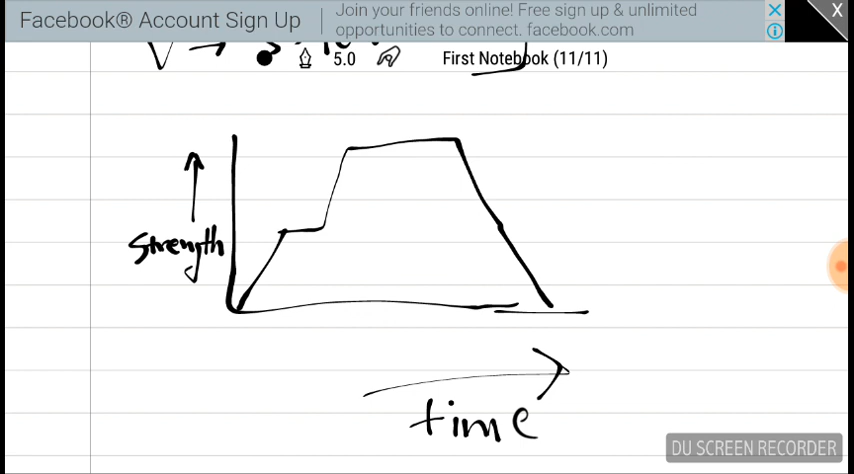 Facebook® Account Sign Up
Join your friends online! Free sign up & unlimited
opportunities to connect. facebook.com
X
5.0
First Notebook (11/11)
Strength
time
DU SCREEN RECORDER